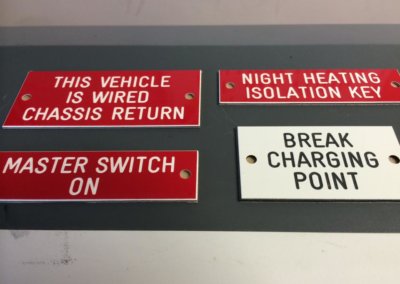 THIS VEHICLE
IS WIRED
CHASSIS RETURN
NIGHT HEATING
ISOLATION KEY
MASTER SWITCH
ON
BREAK
CHARGING
POINT